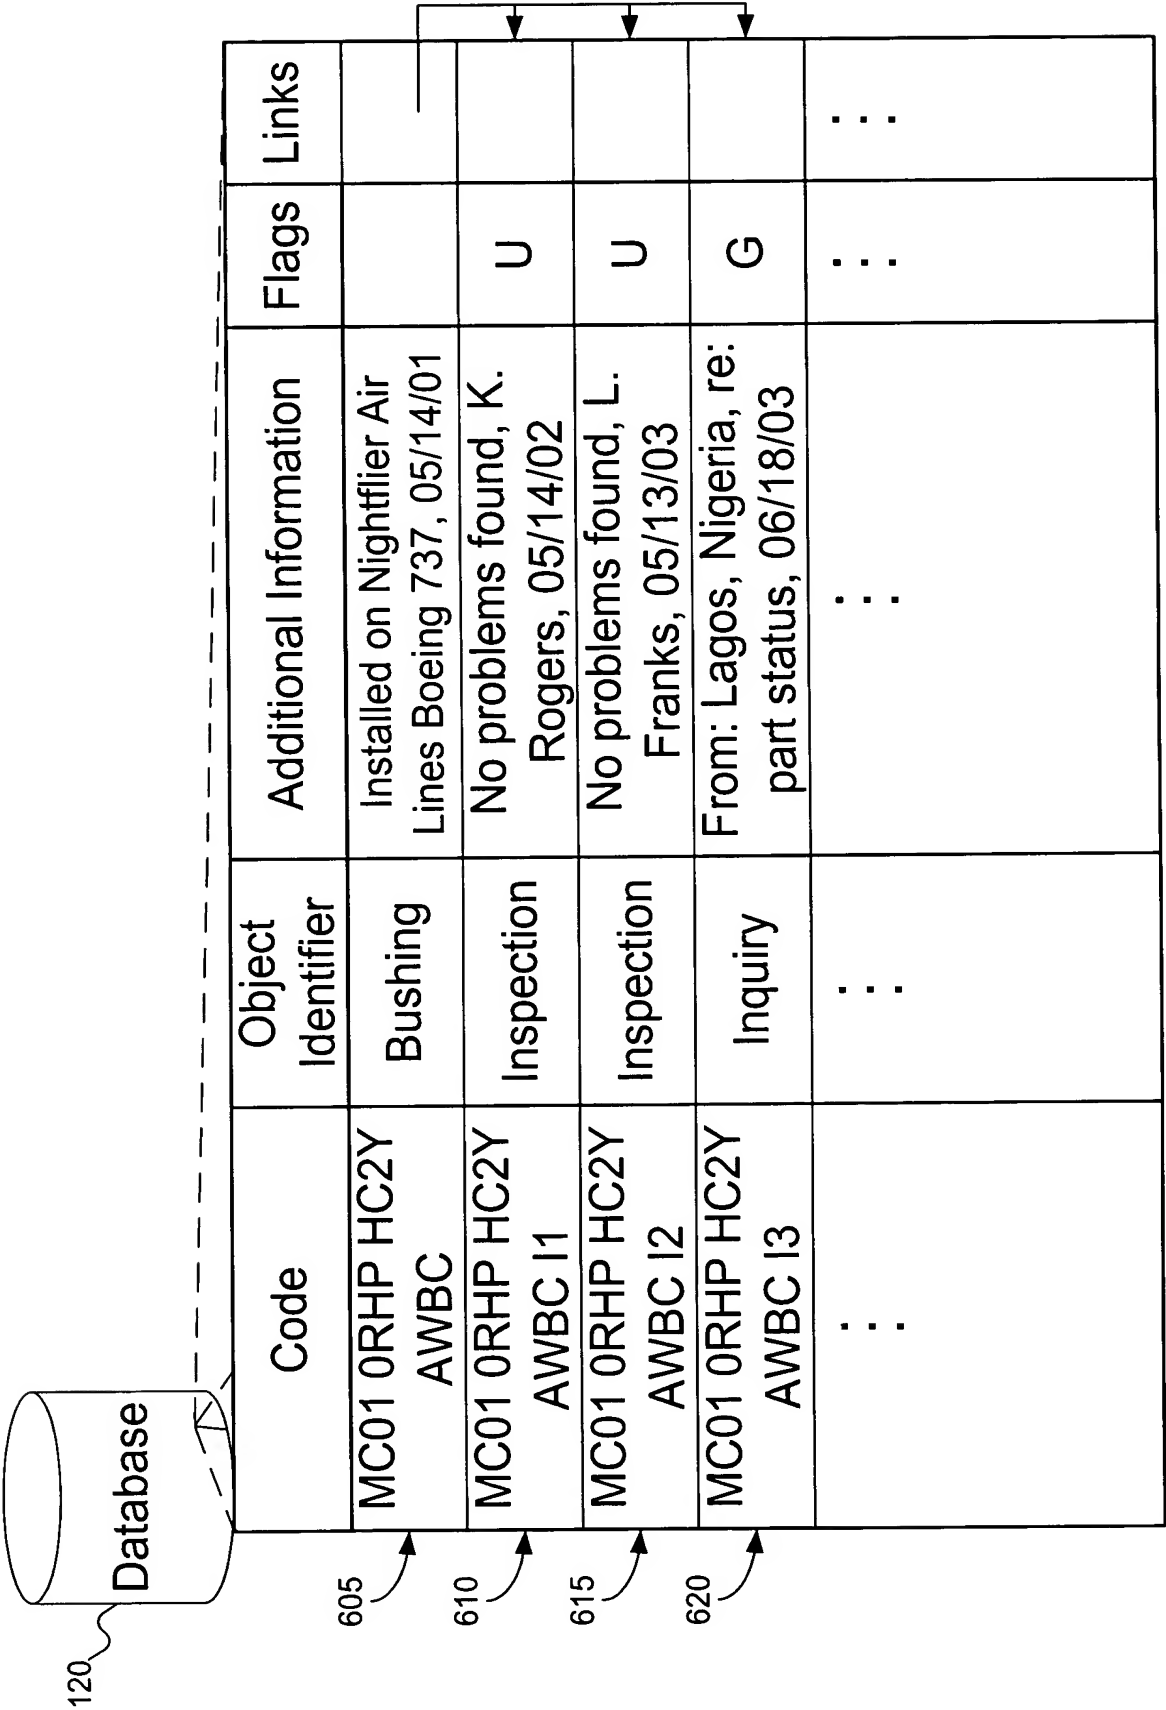 120
Database
Code
Object
Identifier
Additional Information
Flags
Links
605
MC01 0RHP HC2Y
AWBC
Bushing
Installed on Nightflier Air
Lines Boeing 737, 05/14/01
610
MC01 0RHP HC2Y
AWBC I1
Inspection
No problems found, K.
Rogers, 05/14/02
U
615
MC01 0RHP HC2Y
AWBC I2
Inspection
No problems found, L.
Franks, 05/13/03
U
620
MC01 0RHP HC2Y
AWBC I3
Inquiry
From: Lagos, Nigeria, re:
part status, 06/18/03
G
. . .
. . .
. . .
. . .
. . .